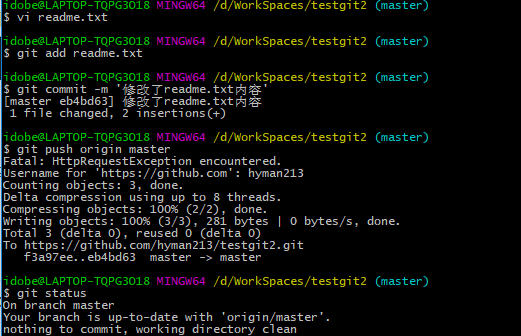 idobe@LAPTOP-TQPG3O18 MINGW64 /d/WorkSpaces/testgit2 (master)
$ vi readme.txt
idobe@LAPTOP-TQPG3O18 MINGW64 /d/WorkSpaces/testgit2 (master)
$ git add readme.txt
idobe@LAPTOP-TQPG3O18 MINGW64 /d/WorkSpaces/testgit2 (master)
$ git commit -m '修改了readme.txt内容'
[master eb4bd63] 修改了readme.txt内容
1 file changed, 2 insertions(+)
idobe@LAPTOP-TQPG3O18 MINGW64 /d/WorkSpaces/testgit2 (master)
$ git push origin master
Fatal: HttpRequestException encountered.
Username for 'https://github.com': hyman213
Counting objects: 3, done.
Delta compression using up to 8 threads.
Compressing objects: 100% (2/2), done.
Writing objects: 100% (3/3), 281 bytes | 0 bytes/s, done.
Total 3 (delta 0), reused 0 (delta 0)
To https://github.com/hyman213/testgit2.git
f3a97ee..eb4bd63  master -> master
idobe@LAPTOP-TQPG3O18 MINGW64 /d/WorkSpaces/testgit2 (master)
$ git status
On branch master
Your branch is up-to-date with 'origin/master'.
nothing to commit, working directory clean